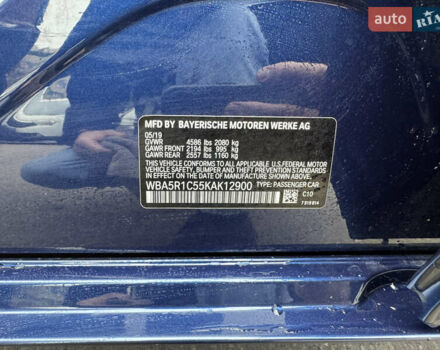 auto
RIA
MFD BY BAYERISCHE MOTOREN WERKE AG
05/19
GVWR 4586 lbs 2080 kg
GAWR FRONT 2194 lbs 995 kg
GAWR REAR 2557 lbs 1160 kg
THIS VEHICLE CONFORMS TO ALL APPLICABLE U.S. FEDERAL MOTOR
VEHICLE SAFETY, BUMPER AND THEFT PREVENTION STANDARDS
IN EFFECT ON THE DATE OF MANUFACTURE SHOWN ABOVE.
WBA5R1C55KAK12900 TYPE: PASSENGER CAR
C10